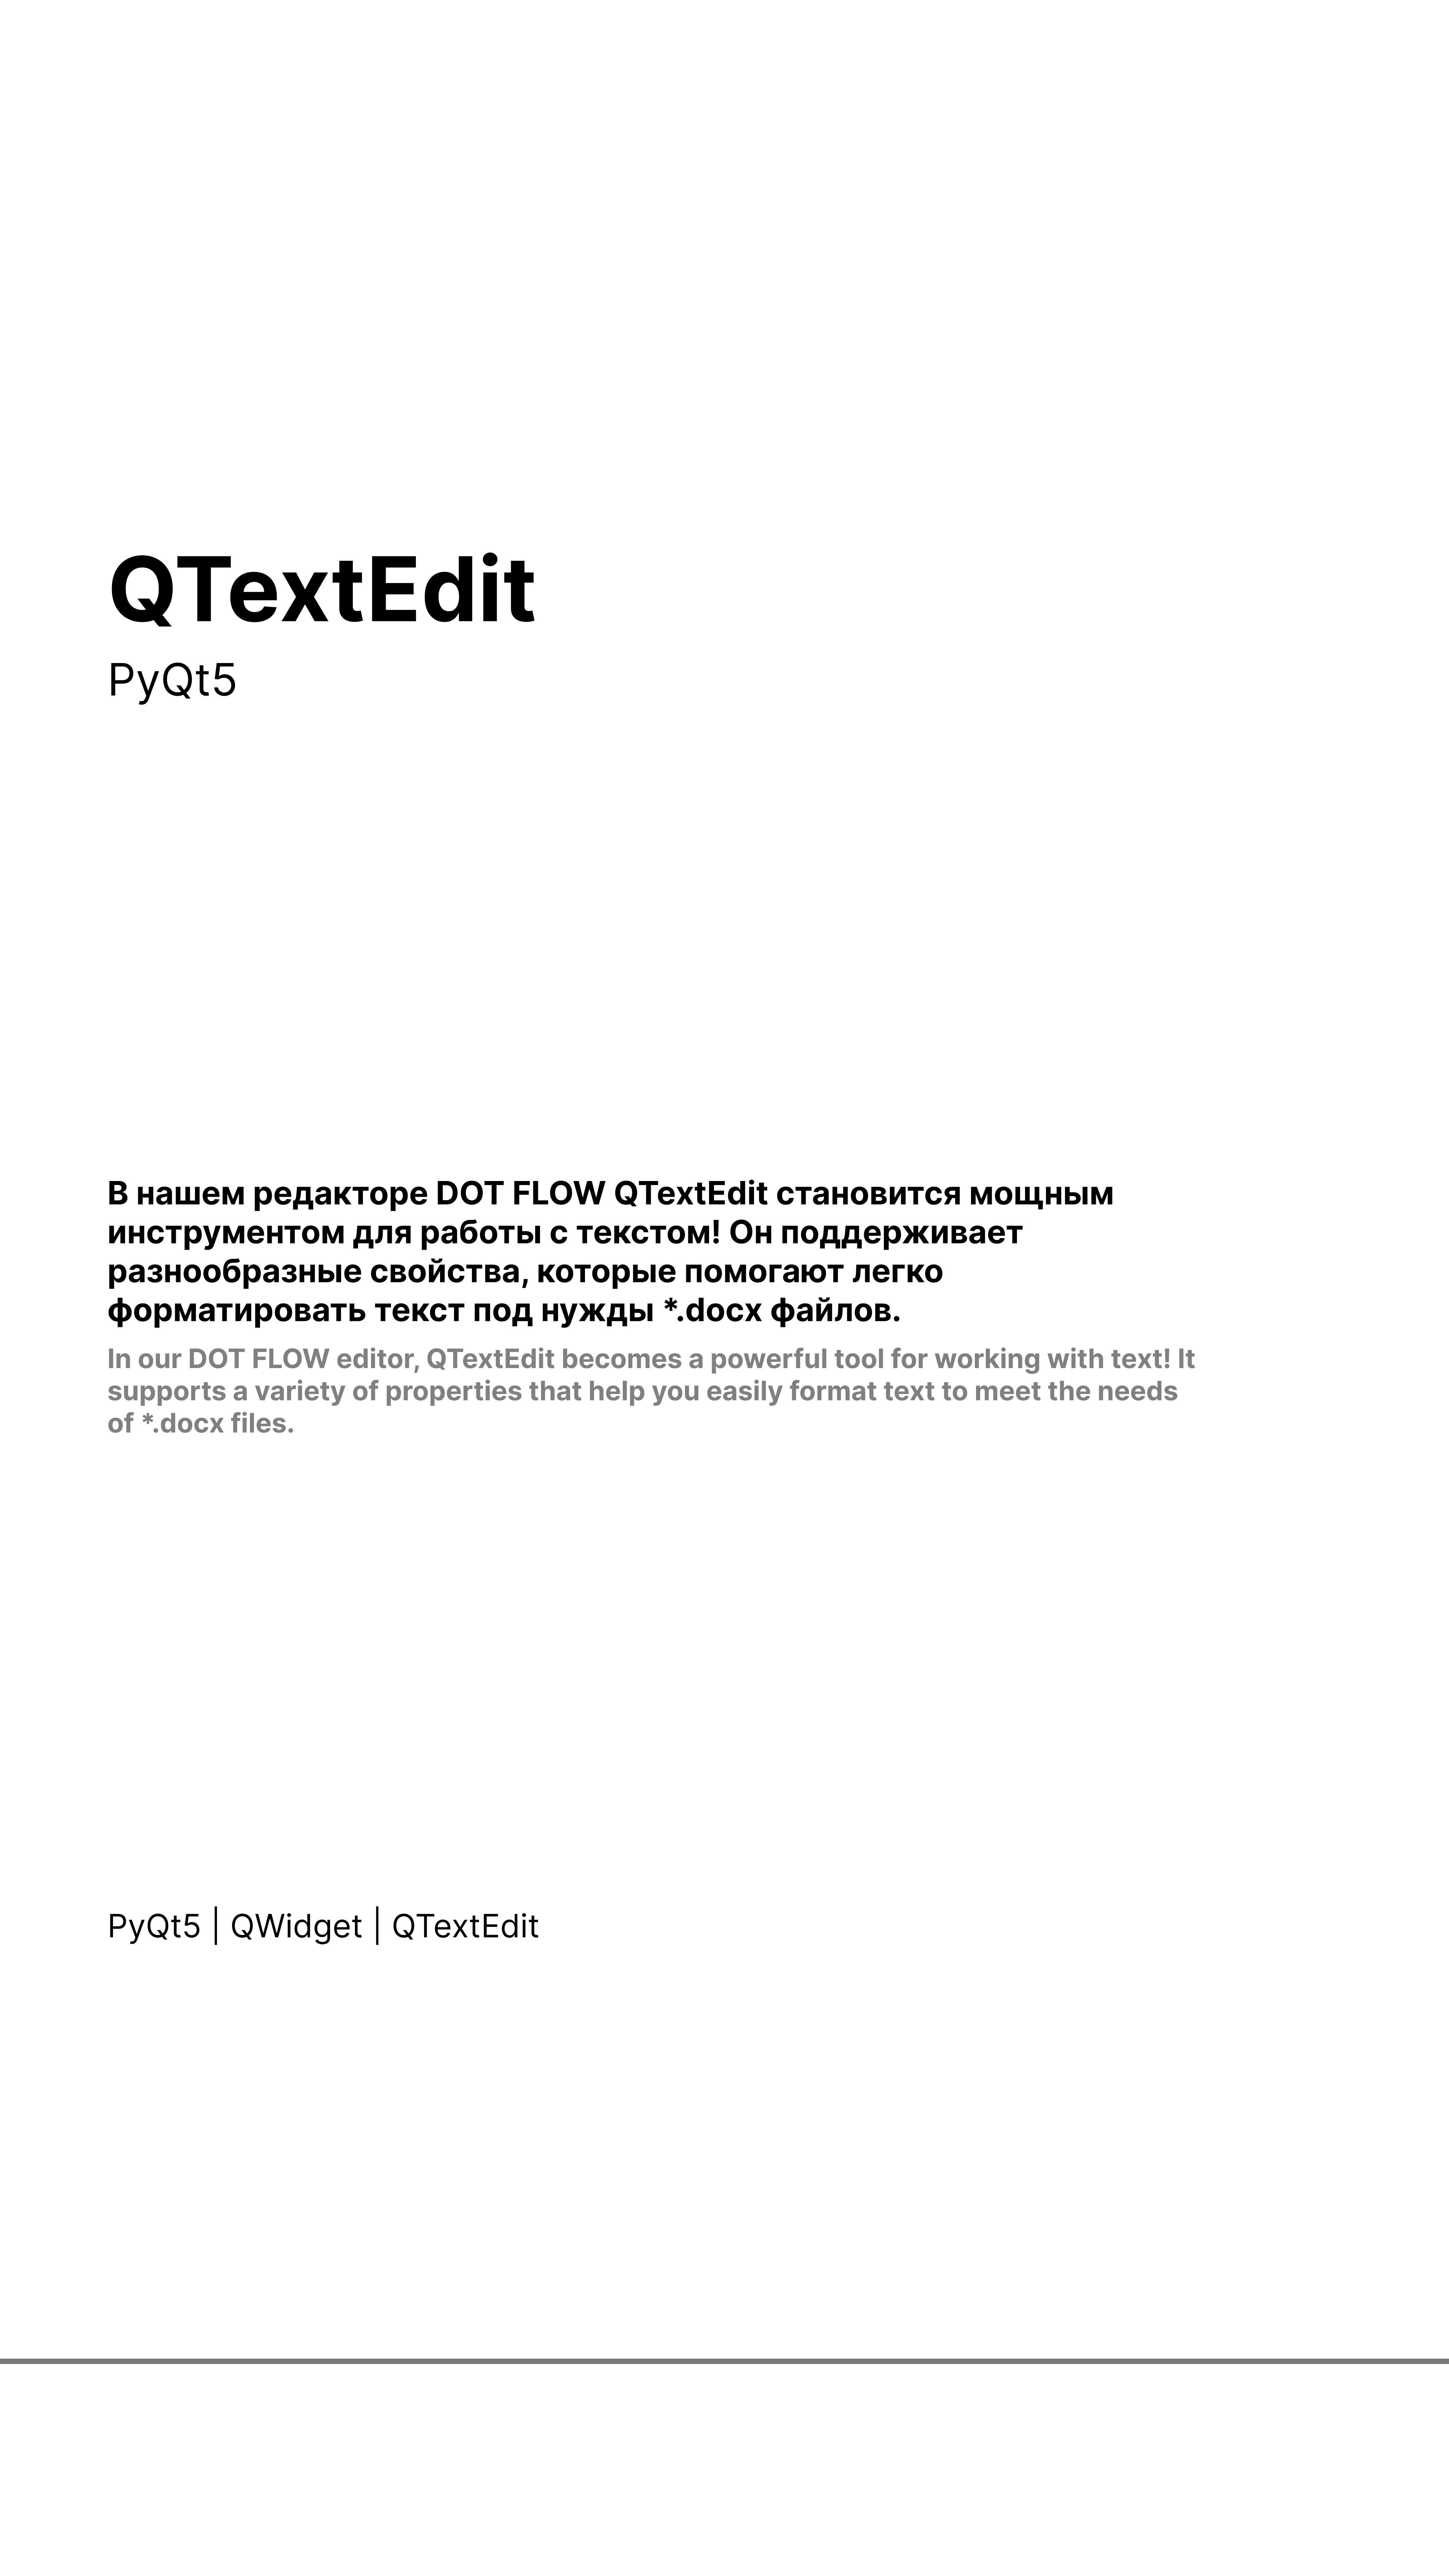 QTextEdit
PyQt5
В нашем редакторе DOT FLOW QTextEdit становится мощным
инструментом для работы с текстом! Он поддерживает
разнообразные свойства, которые помогают легко
форматировать текст под нужды *.docx файлов.
In our DOT FLOW editor, QTextEdit becomes a powerful tool for working with text! It
supports a variety of properties that help you easily format text to meet the needs
of *.docx files.
PyQt5 | QWidget | QTextEdit